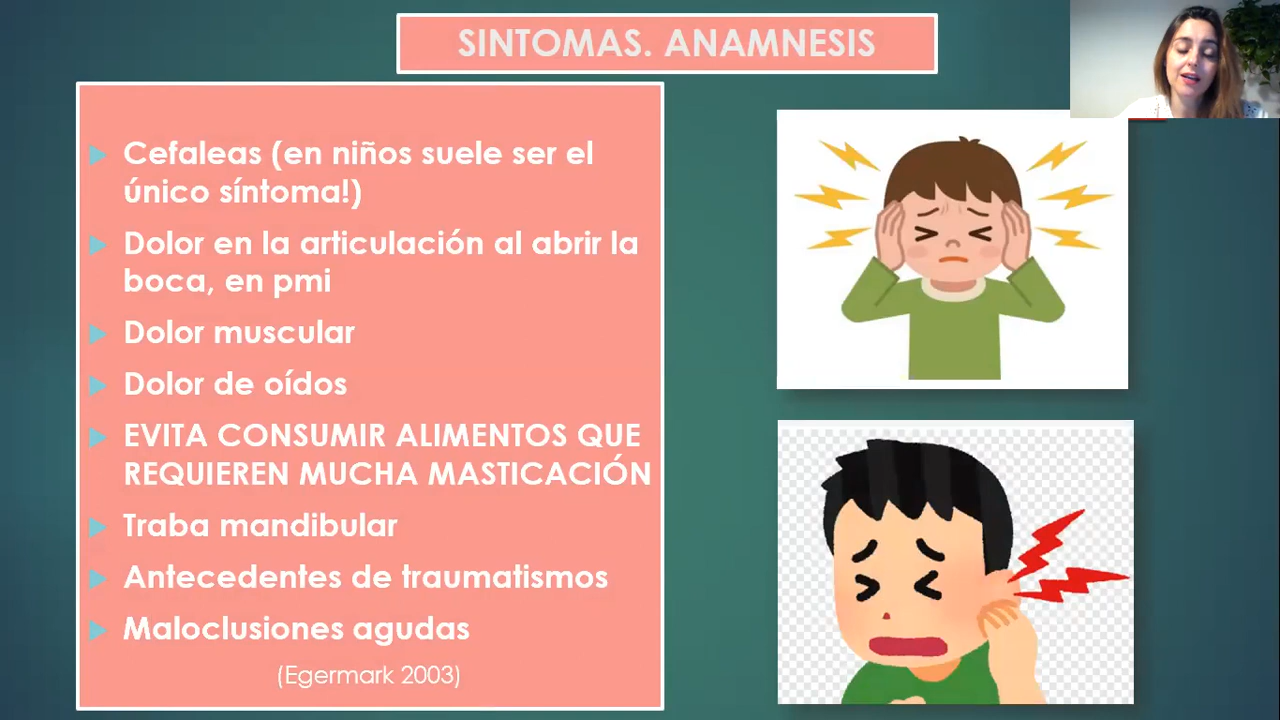 SINTOMAS. ANAMNESIS
Cefaleas (en niños suele ser el
único síntoma!)
Dolor en la articulación al abrir la
boca, en pmi
Dolor muscular
Dolor de oídos
EVITA CONSUMIR ALIMENTOS QUE
REQUIEREN MUCHA MASTICACIÓN
Traba mandibular
Antecedentes de traumatismos
Maloclusiones agudas
(Egermark 2003)